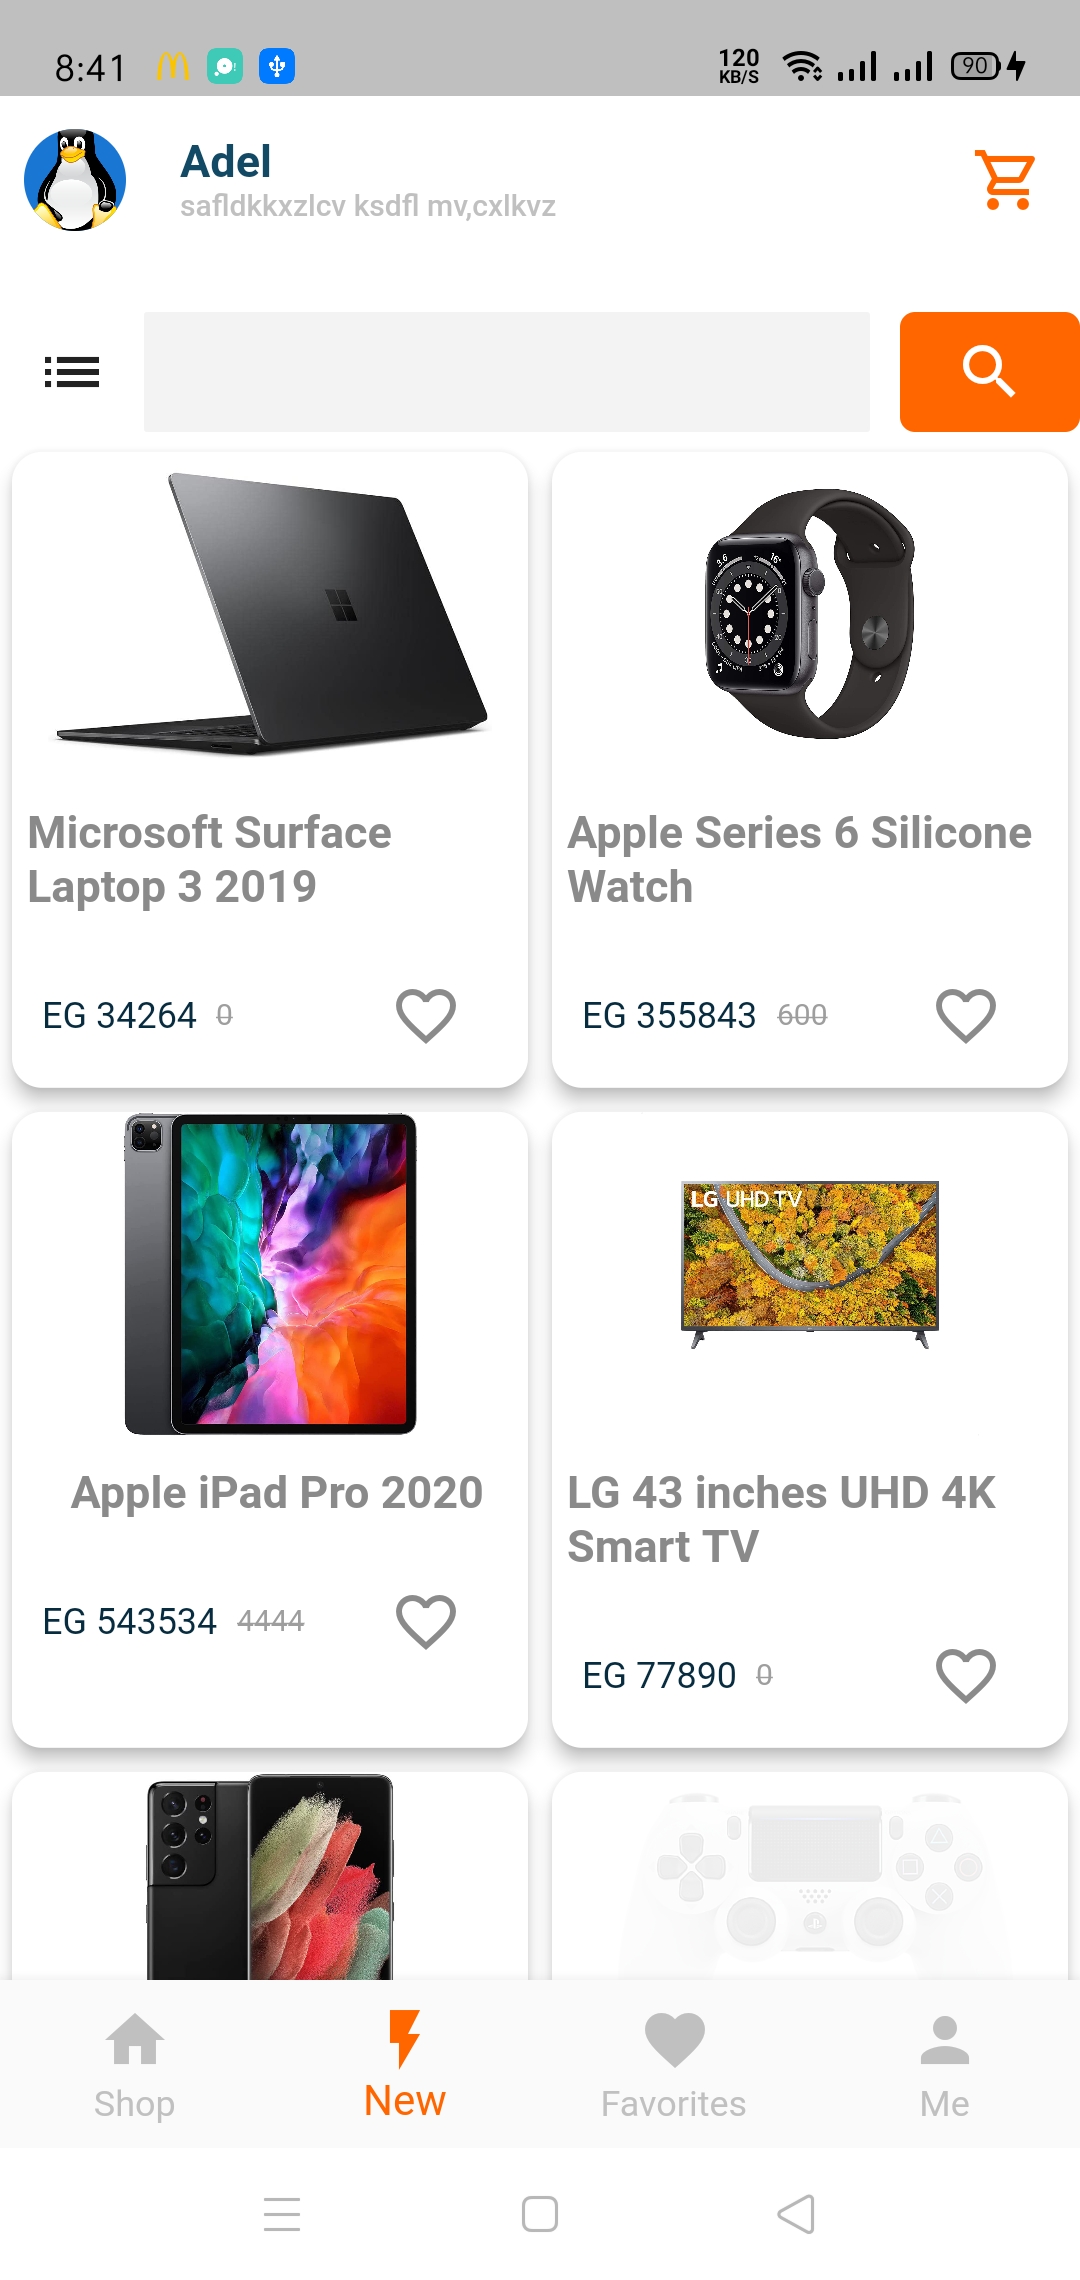 8:41
120
KB/S
90
Adel
safldkkxzlcv ksdfl mv,cxlkvz
Microsoft Surface
Laptop 3 2019
EG 34264 0
Apple Series 6 Silicone
Watch
EG 355843 600
Apple iPad Pro 2020
EG 543534 4444
LG UHD TV
LG 43 inches UHD 4K
Smart TV
EG 77890 0
Shop
New
Favorites
Me